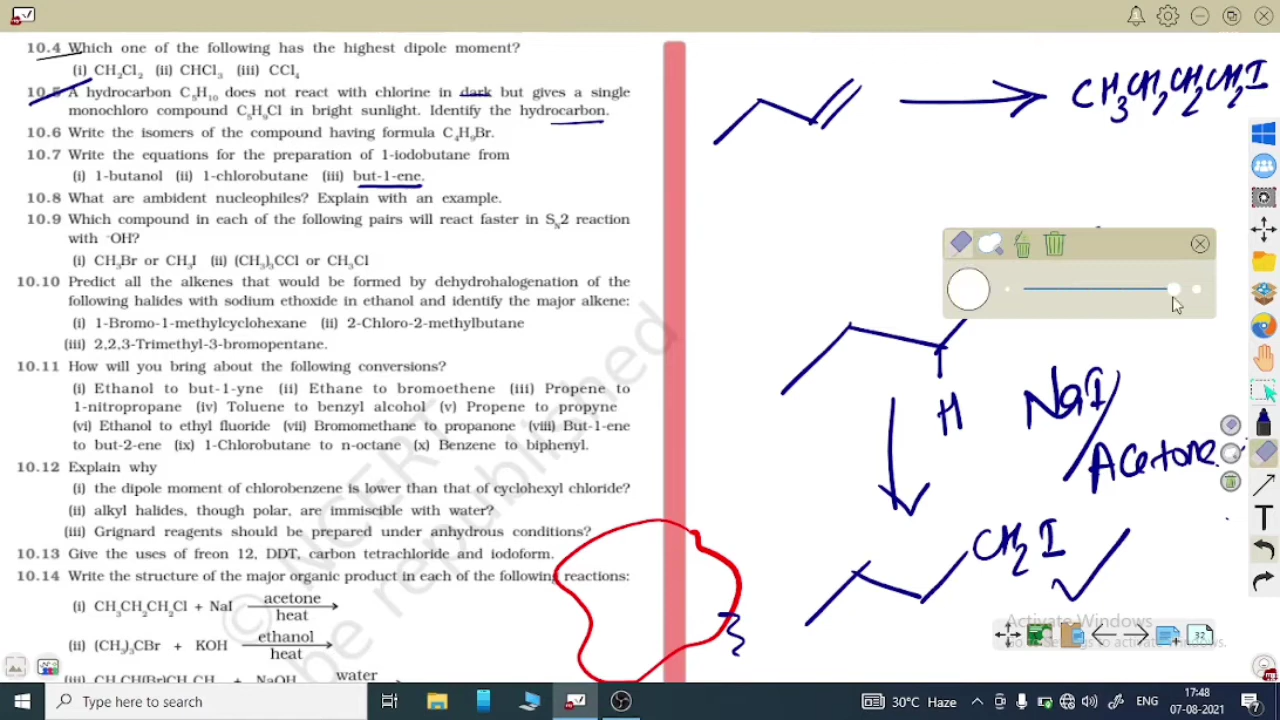 10.4 Which one of the following has the highest dipole moment?
(i) CH₂Cl₂ (ii) CHCl₃ (iii) CCl₄
10.5 A hydrocarbon C₅H₁₀ does not react with chlorine in dark but gives a single
monochloro compound C₅H₉Cl in bright sunlight. Identify the hydrocarbon.
10.6 Write the isomers of the compound having formula C₄H₉Br.
10.7 Write the equations for the preparation of 1-iodobutane from
(i) 1-butanol (ii) 1-chlorobutane (iii) but-1-ene.
10.8 What are ambident nucleophiles? Explain with an example.
10.9 Which compound in each of the following pairs will react faster in Sₙ2 reaction
with ⁻OH?
(i) CH₃Br or CH₃I (ii) (CH₃)₃CCl or CH₃Cl
10.10 Predict all the alkenes that would be formed by dehydrohalogenation of the
following halides with sodium ethoxide in ethanol and identify the major alkene:
(i) 1-Bromo-1-methylcyclohexane (ii) 2-Chloro-2-methylbutane
(iii) 2,2,3-Trimethyl-3-bromopentane.
10.11 How will you bring about the following conversions?
(i) Ethanol to but-1-yne (ii) Ethane to bromoethene (iii) Propene to
1-nitropropane (iv) Toluene to benzyl alcohol (v) Propene to propyne
(vi) Ethanol to ethyl fluoride (vii) Bromomethane to propanone (viii) But-1-ene
to but-2-ene (ix) 1-Chlorobutane to n-octane (x) Benzene to biphenyl.
10.12 Explain why
(i) the dipole moment of chlorobenzene is lower than that of cyclohexyl chloride?
(ii) alkyl halides, though polar, are immiscible with water?
(iii) Grignard reagents should be prepared under anhydrous conditions?
10.13 Give the uses of freon 12, DDT, carbon tetrachloride and iodoform.
10.14 Write the structure of the major organic product in each of the following reactions:
(i) CH₃CH₂CH₂Cl + NaI acetone heat
(ii) (CH₃)₃CBr + KOH ethanol heat
(iii) CH₃CH(Br)CH₂CH₃ + NaOH water
© NCERT
be republished
CH₃CH₂CH₂CH₂I
H
NaI/
Acetone
CH₂I
Activate Windows
32
Type here to search
30°C Haze
ENG
17:48
07-08-2021
7